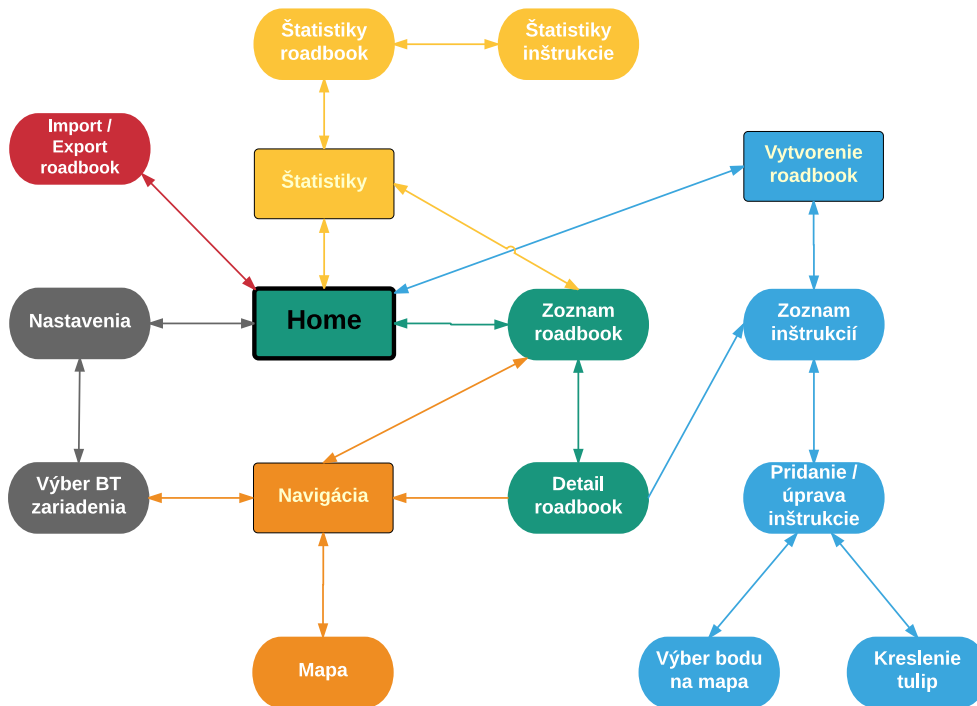 Štatistiky
roadbook
Štatistiky
inštrukcie
Import /
Export
roadbook
Štatistiky
Vytvorenie
roadbook
Nastavenia
Home
Zoznam
roadbook
Zoznam
inštrukcií
Výber BT
zariadenia
Navigácia
Detail
roadbook
Pridanie /
úprava
inštrukcie
Mapa
Výber bodu
na mapa
Kreslenie
tulip